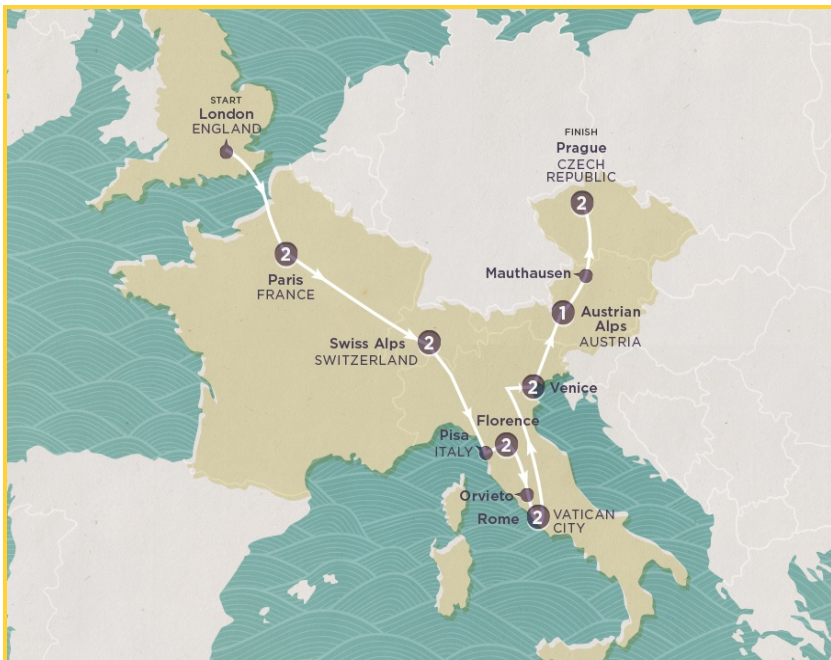 START
London
ENGLAND
FINISH
Prague
CZECH
REPUBLIC
2
Mauthausen
2
Paris
FRANCE
1
Austrian
Alps
AUSTRIA
Swiss Alps
SWITZERLAND
2
2
Venice
Florence
2
Pisa
ITALY
Orvieto
Rome
2
VATICAN
CITY